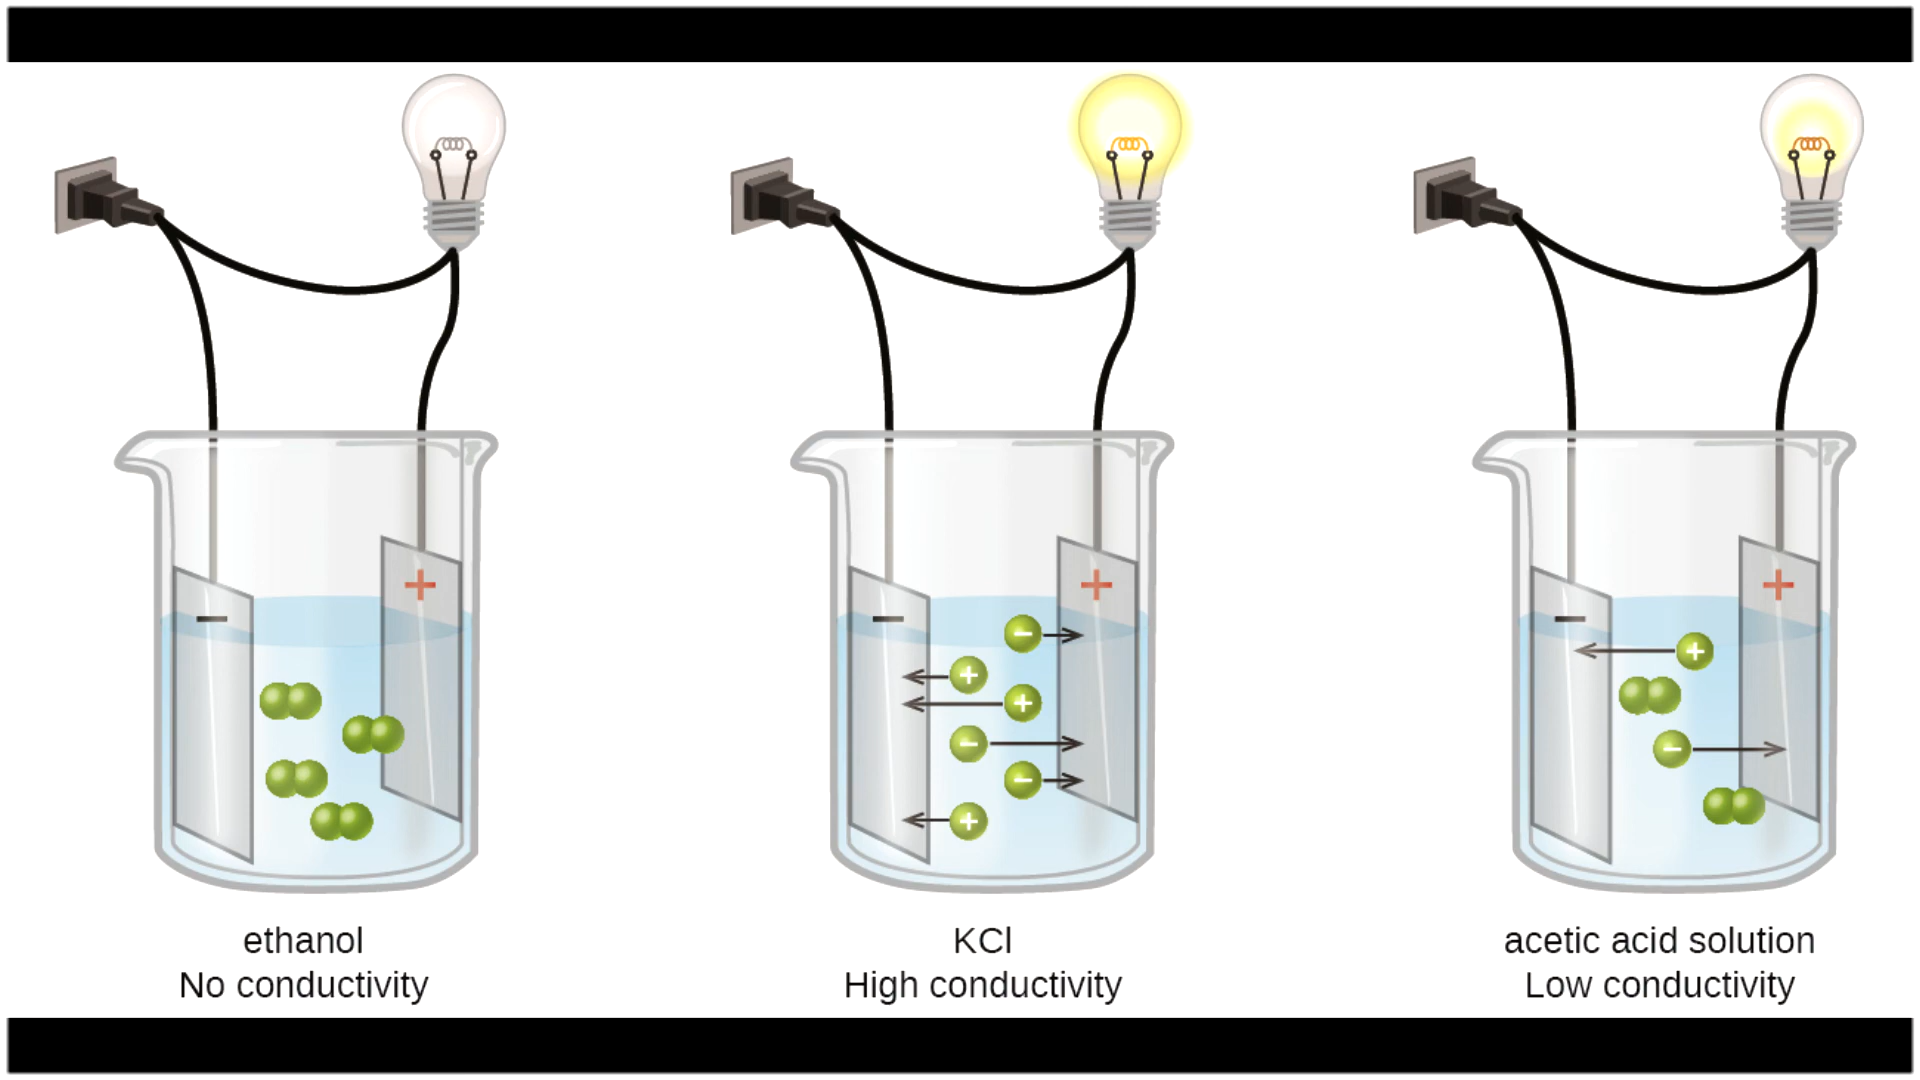 ethanol
No conductivity
KCl
High conductivity
acetic acid solution
Low conductivity